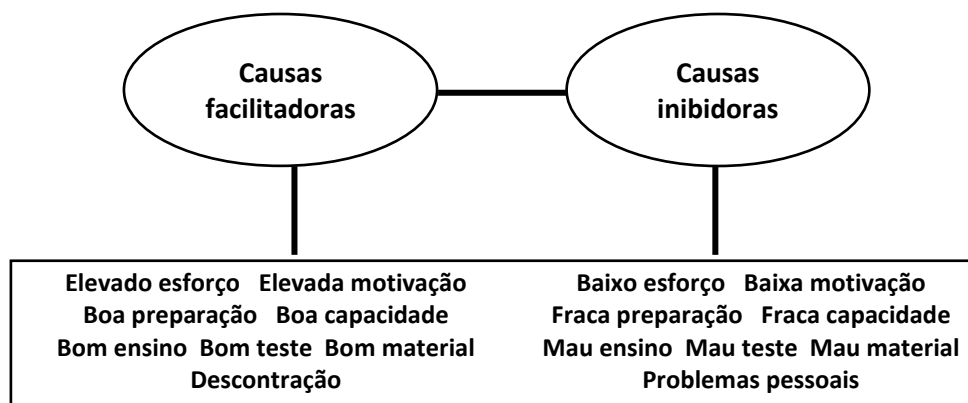 Causas
facilitadoras
Causas
inibidoras
Elevado esforço Elevada motivação
Boa preparação Boa capacidade
Bom ensino Bom teste Bom material
Descontração
Baixo esforço Baixa motivação
Fraca preparação Fraca capacidade
Mau ensino Mau teste Mau material
Problemas pessoais